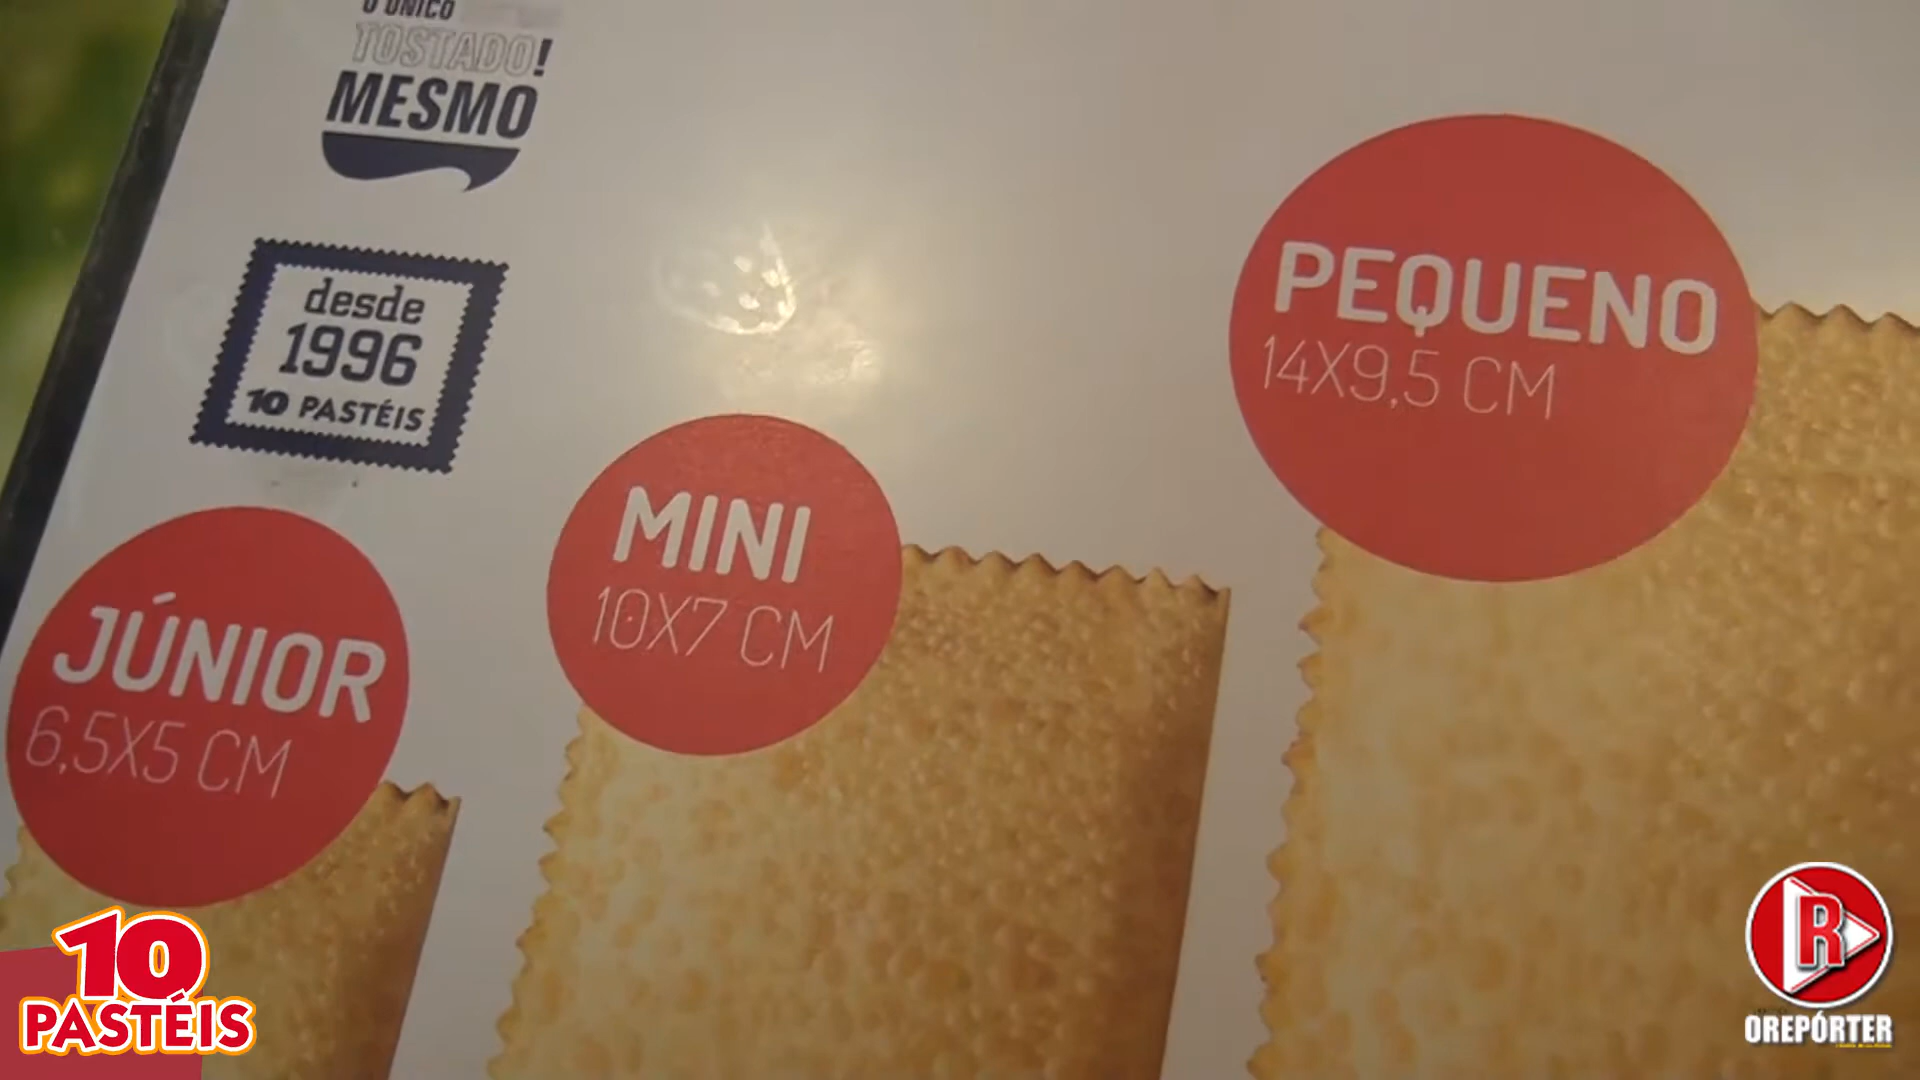 O ÚNICO
TOSTADO!
MESMO
desde
1996
10 PASTÉIS
JÚNIOR
6,5X5 CM
MINI
10X7 CM
PEQUENO
14X9,5 CM
10
PASTÉIS
R
OREPÓRTER